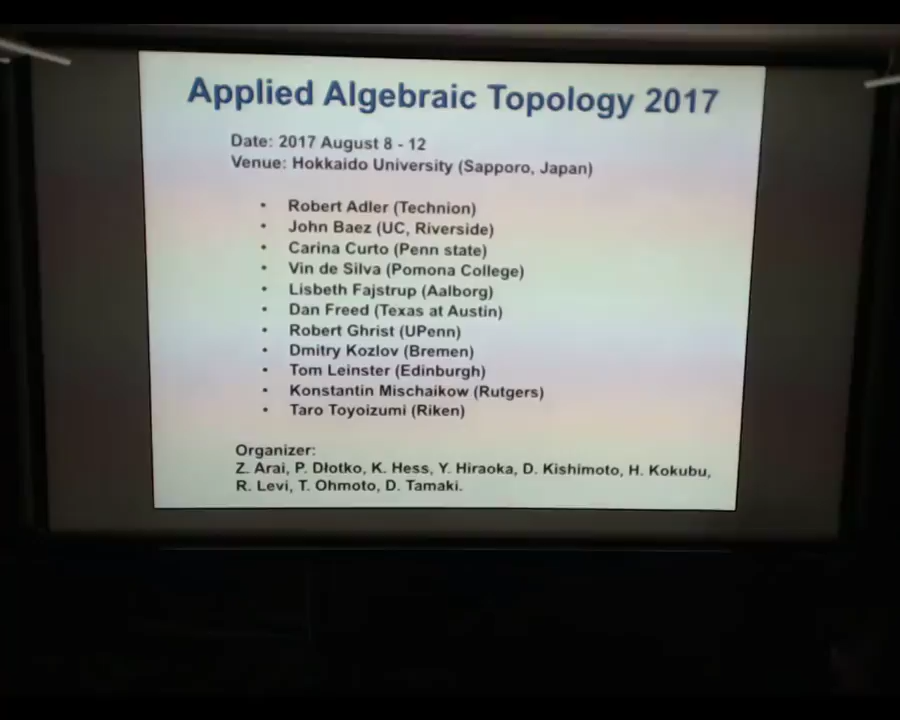 Applied Algebraic Topology 2017
Date: 2017 August 8 - 12
Venue: Hokkaido University (Sapporo, Japan)
• Robert Adler (Technion)
• John Baez (UC, Riverside)
• Carina Curto (Penn state)
• Vin de Silva (Pomona College)
• Lisbeth Fajstrup (Aalborg)
• Dan Freed (Texas at Austin)
• Robert Ghrist (UPenn)
• Dmitry Kozlov (Bremen)
• Tom Leinster (Edinburgh)
• Konstantin Mischaikow (Rutgers)
• Taro Toyoizumi (Riken)
Organizer:
Z. Arai, P. Dłotko, K. Hess, Y. Hiraoka, D. Kishimoto, H. Kokubu,
R. Levi, T. Ohmoto, D. Tamaki.